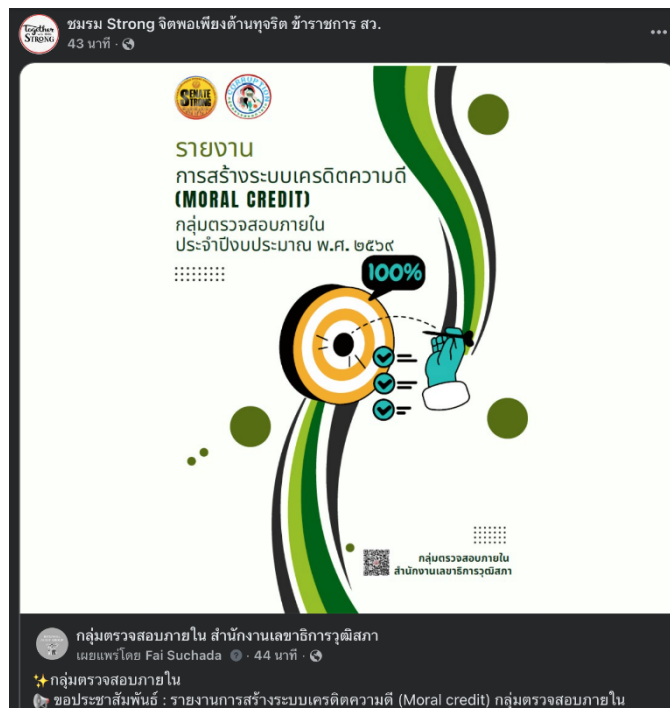 ชมรม Strong จิตพอเพียงต้านทุจริต ข้าราชการ สว.
43 นาที ·
Together
STRONG
SENATE
STRONG
CORRUPTION
รายงาน
การสร้างระบบเครดิตความดี
(MORAL CREDIT)
กลุ่มตรวจสอบภายใน
ประจำปีงบประมาณ พ.ศ. ๒๕๖๙
100%
กลุ่มตรวจสอบภายใน
สำนักงานเลขาธิการวุฒิสภา
กลุ่มตรวจสอบภายใน สำนักงานเลขาธิการวุฒิสภา
เผยแพร่โดย Fai Suchada · 44 นาที ·
✨กลุ่มตรวจสอบภายใน
📢 ขอประชาสัมพันธ์ : รายงานการสร้างระบบเครดิตความดี (Moral credit) กลุ่มตรวจสอบภายใน